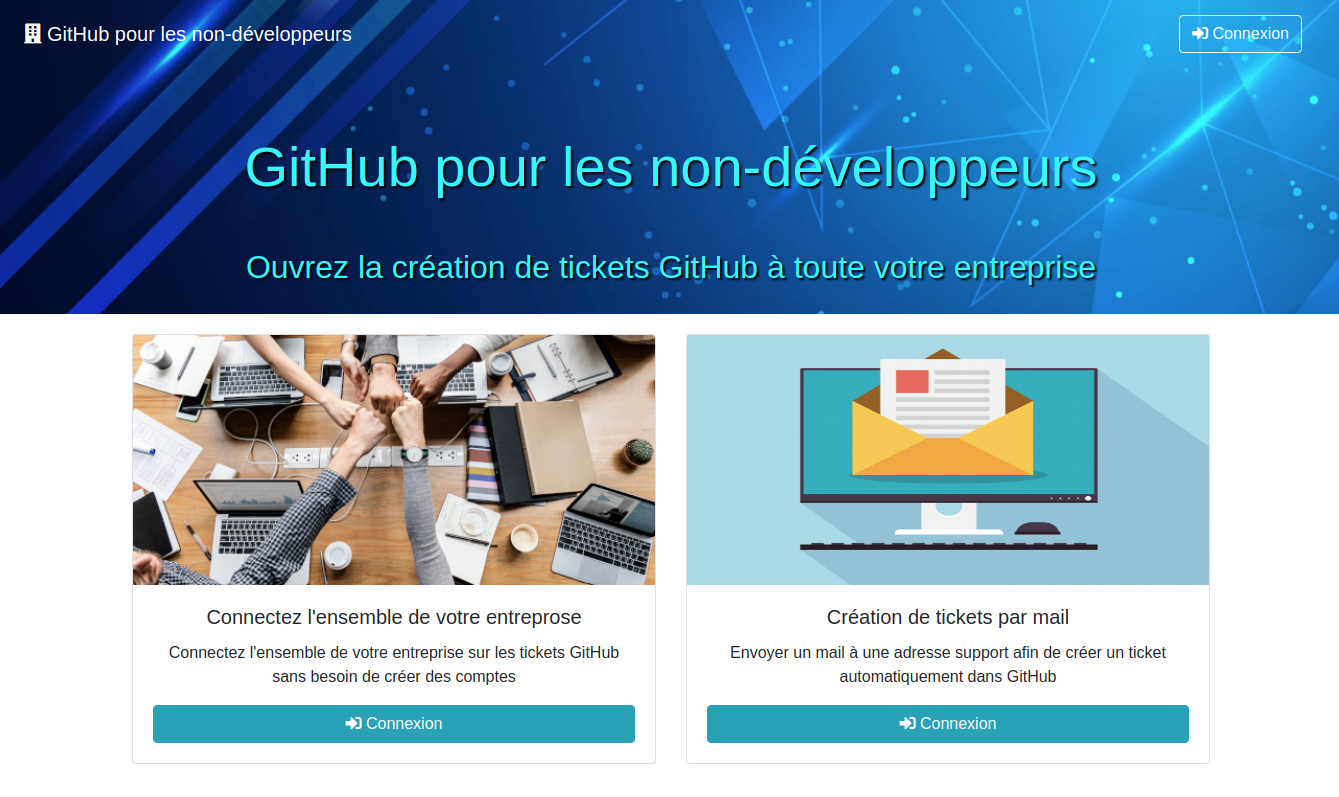 GitHub pour les non-développeurs
Connexion
GitHub pour les non-développeurs
Ouvrez la création de tickets GitHub à toute votre entreprise
Connectez l'ensemble de votre entreprose
Connectez l'ensemble de votre entreprise sur les tickets GitHub
sans besoin de créer des comptes
Connexion
Création de tickets par mail
Envoyer un mail à une adresse support afin de créer un ticket
automatiquement dans GitHub
Connexion